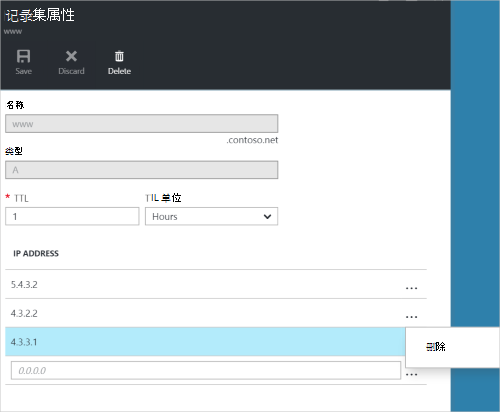 记录集属性
www
Save Discard Delete
名称
www
.contoso.net
类型
A
* TTL TIL 单位
1 Hours
IP ADDRESS
5.4.3.2 ...
4.3.2.2 ...
4.3.3.1
删除
0.0.0.0 ...